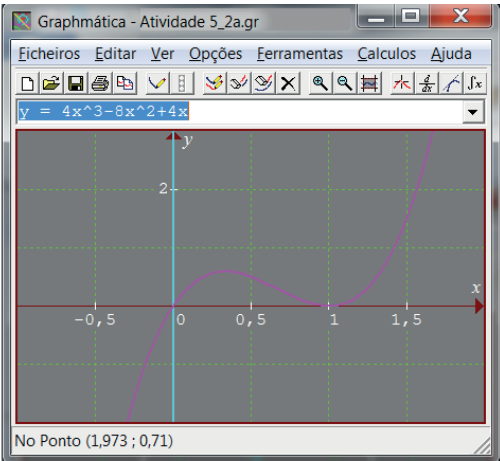 Graphmática - Atividade 5_2a.gr
Ficheiros Editar Ver Opções Ferramentas Calculos Ajuda
y = 4x^3-8x^2+4x
y
2
x
-0,5 0 0,5 1 1,5
No Ponto (1,973 ; 0,71)